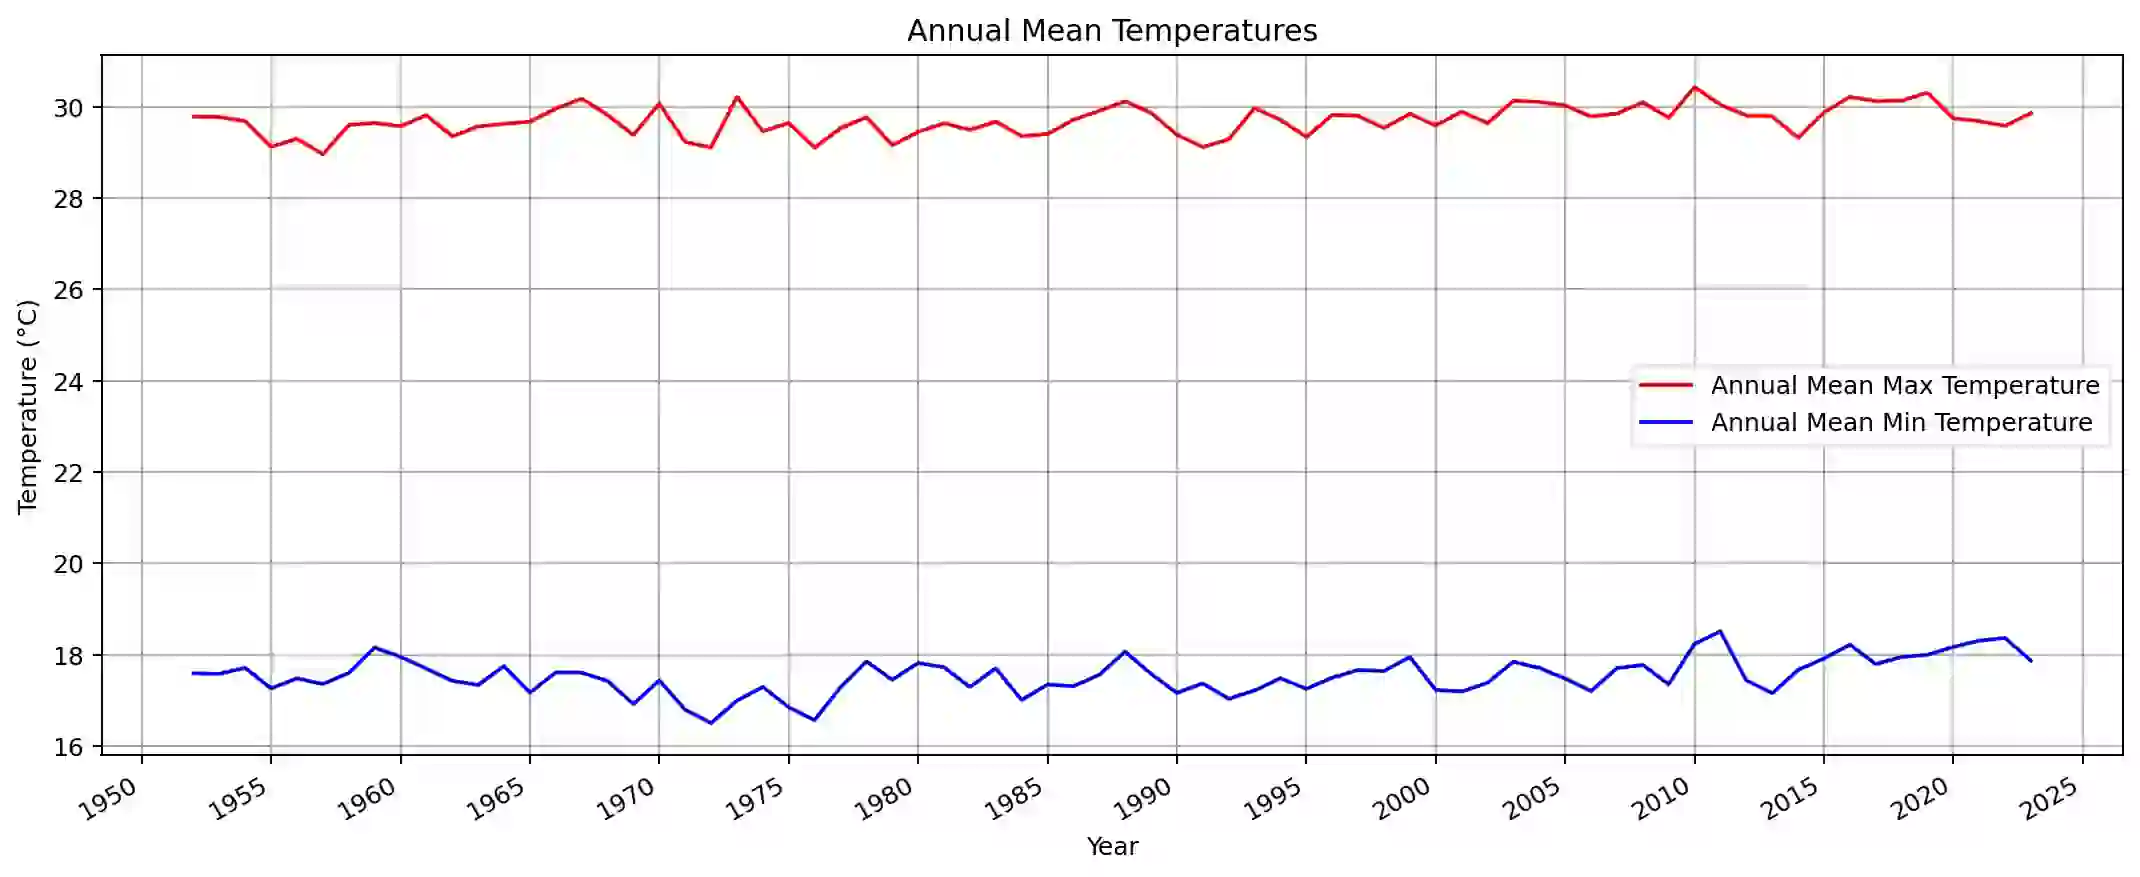 Annual Mean Temperatures
Temperature (°C)
30
28
26
24
22
20
18
16
Annual Mean Max Temperature
Annual Mean Min Temperature
1950 1955 1960 1965 1970 1975 1980 1985 1990 1995 2000 2005 2010 2015 2020 2025
Year